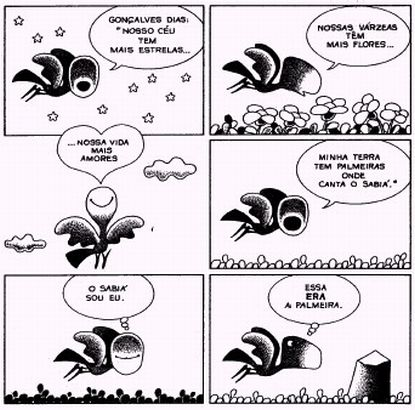 GONÇALVES DIAS:
"NOSSO CÉU
TEM
MAIS ESTRELAS...
NOSSAS VÁRZEAS
TÊM
MAIS FLORES...
...NOSSA VIDA
MAIS
AMORES
MINHA TERRA
TEM PALMEIRAS
ONDE
CANTA O SABIÁ."
O SABIÁ
SOU EU.
ESSA
ERA
A PALMEIRA.